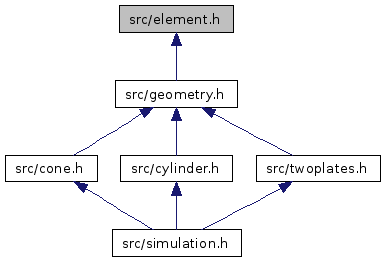 src/element.h
src/geometry.h
src/cone.h
src/cylinder.h
src/twoplates.h
src/simulation.h